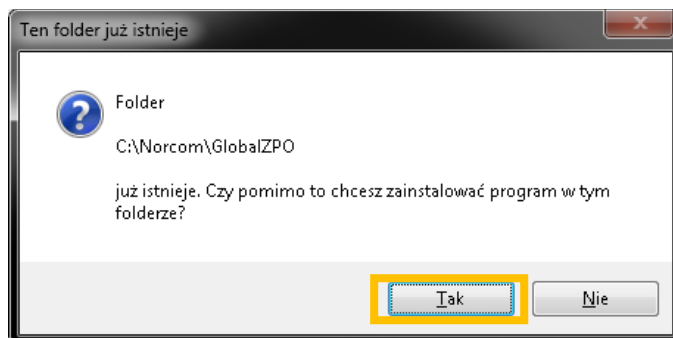 Ten folder już istnieje
Folder
C:\Norcom\GlobalZPO
już istnieje. Czy pomimo to chcesz zainstalować program w tym
folderze?
Tak
Nie